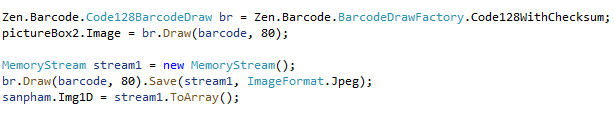 Zen.Barcode.Code128BarcodeDraw br = Zen.Barcode.BarcodeDrawFactory.Code128WithChecksum;
pictureBox2.Image = br.Draw(barcode, 80);
MemoryStream stream1 = new MemoryStream();
br.Draw(barcode, 80).Save(stream1, ImageFormat.Jpeg);
sanpham.Img1D = stream1.ToArray();